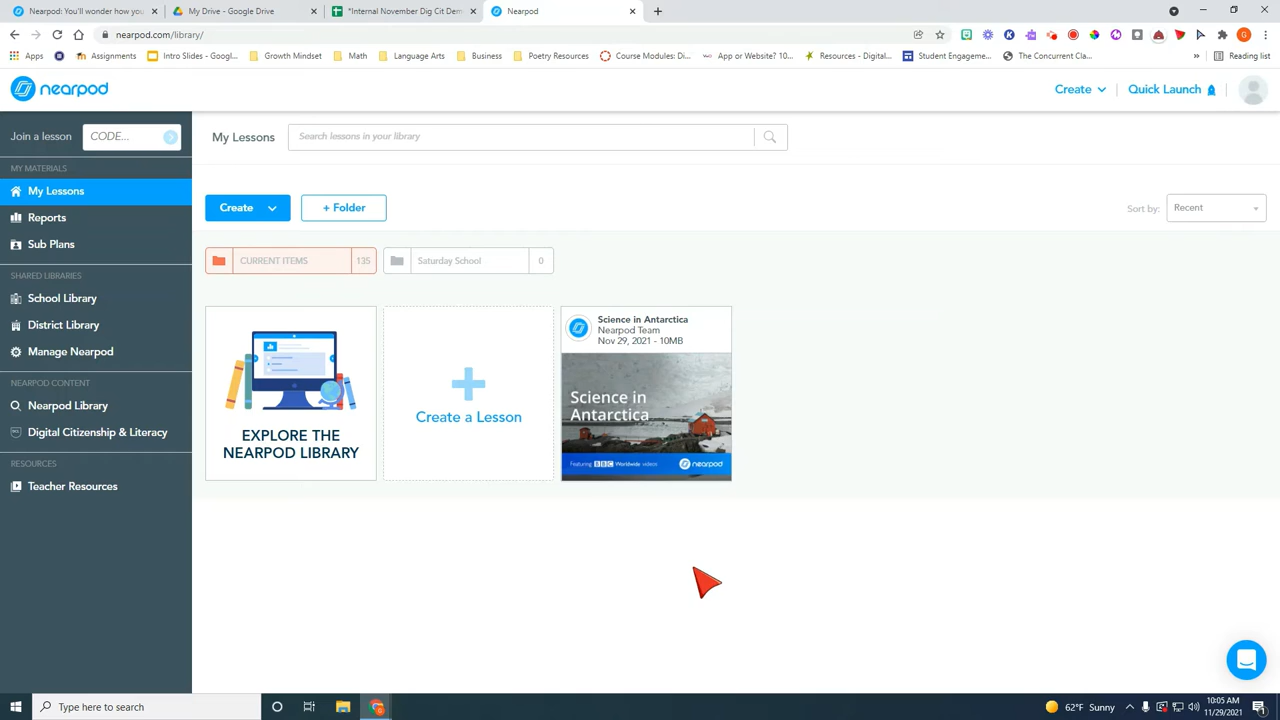 Nearpod: You'll wonder how you
My Drive - Google Drive
*Internal November Dig Cit Dem
Nearpod
nearpod.com/library/
Apps
Assignments
Intro Slides - Googl...
Growth Mindset
Math
Language Arts
Business
Poetry Resources
Course Modules: Di...
App or Website? 10...
Resources - Digital...
Student Engageme...
The Concurrent Cla...
»
Reading list
nearpod
Create
Quick Launch
Join a lesson
CODE...
My Lessons
Search lessons in your library
MY MATERIALS
My Lessons
Reports
Sub Plans
Create
+ Folder
Sort by:
Recent
CURRENT ITEMS
135
Saturday School
0
SHARED LIBRARIES
School Library
District Library
Manage Nearpod
NEARPOD CONTENT
Nearpod Library
Digital Citizenship & Literacy
RESOURCES
Teacher Resources
EXPLORE THE
NEARPOD LIBRARY
Create a Lesson
Science in Antarctica
Nearpod Team
Nov 29, 2021 - 10MB
Science in
Antarctica
Featuring BBC Worldwide videos
nearpod
Type here to search
62°F Sunny
10:05 AM
11/29/2021
1